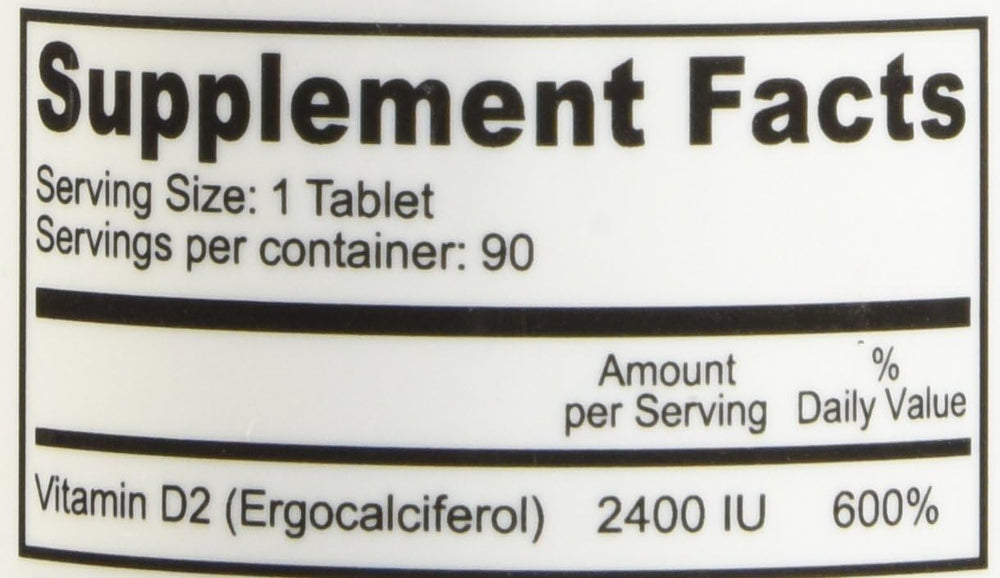 Supplement Facts
Serving Size: 1 Tablet
Servings per container: 90
Amount
per Serving
%
Daily Value
Vitamin D2 (Ergocalciferol) 2400 IU 600%